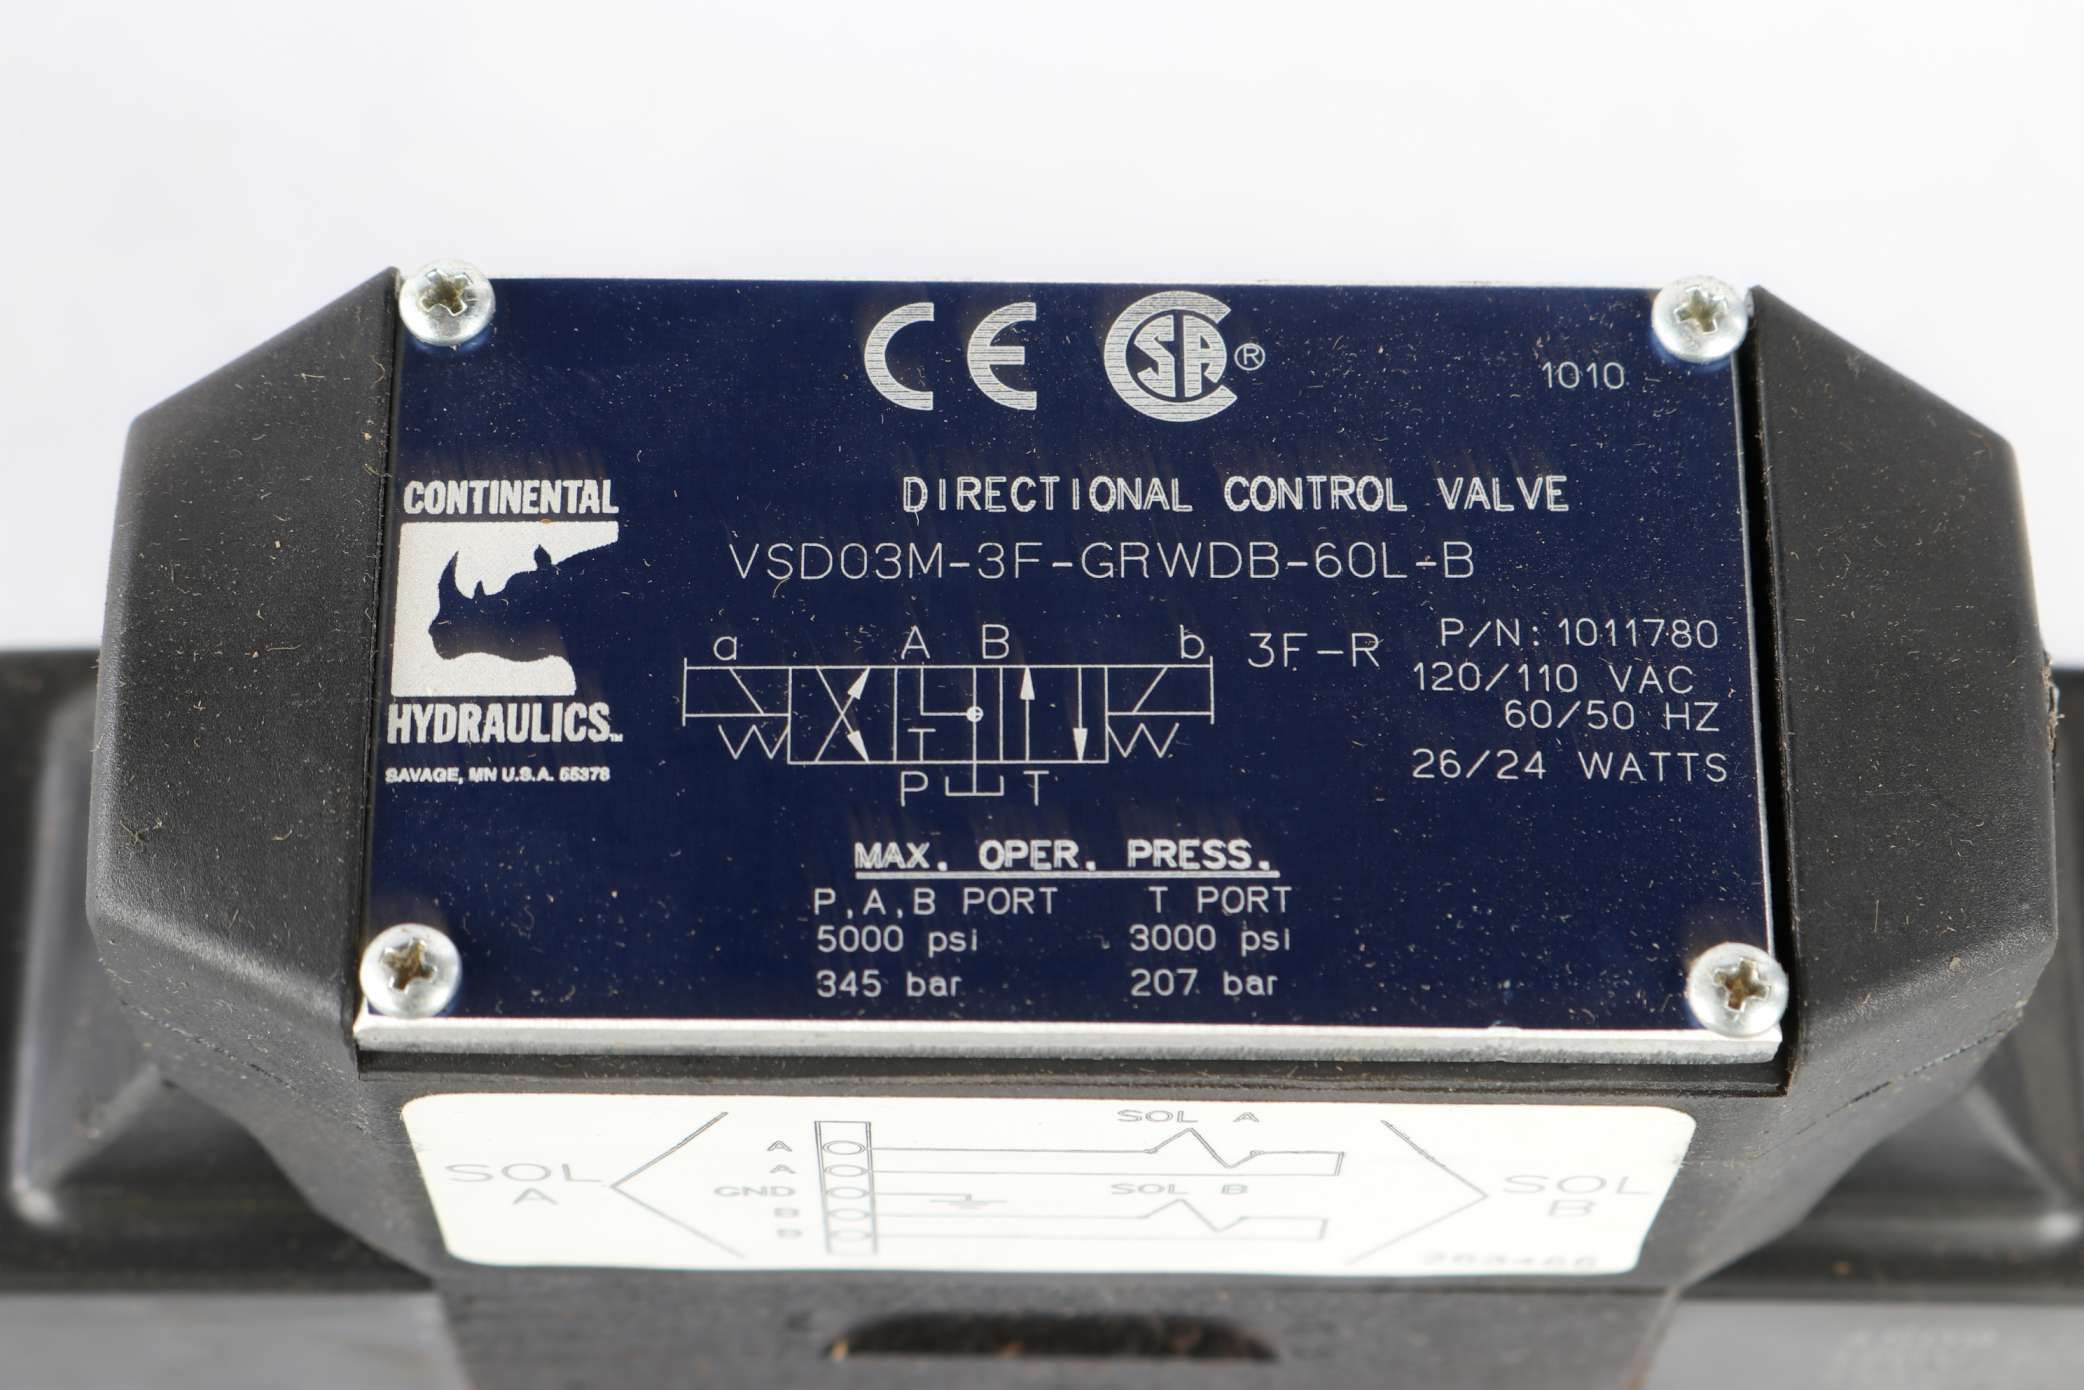 CE CSA®
1010
CONTINENTAL
HYDRAULICS™
SAVAGE, MN U.S.A. 55378
DIRECTIONAL CONTROL VALVE
VSD03M-3F-GRWDB-60L-B
a A B b 3F-R
T
P T
P/N: 1011780
120/110 VAC
60/50 HZ
26/24 WATTS
MAX. OPER. PRESS.
P,A,B PORT T PORT
5000 psi 3000 psi
345 bar 207 bar
SOL
A
A
A
GND
B
B
SOL A
SOL B
SOL
B